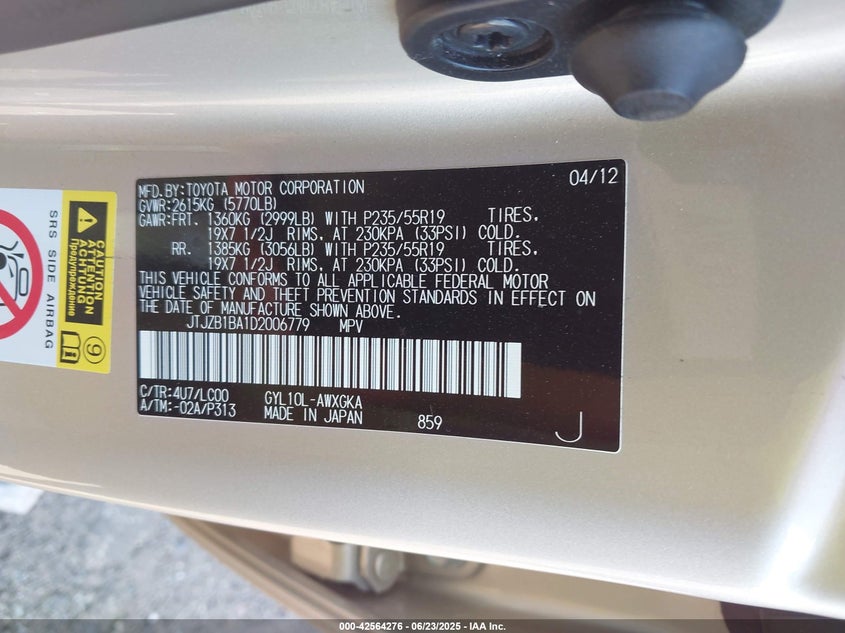 MFD. BY: TOYOTA MOTOR CORPORATION 04/12
GVWR: 2615KG (5770LB)
GAWR: FRT. 1360KG (2999LB) WITH P235/55R19 TIRES,
19X7 1/2J RIMS, AT 230KPA (33PSI) COLD.
RR. 1385KG (3056LB) WITH P235/55R19 TIRES,
19X7 1/2J RIMS, AT 230KPA (33PSI) COLD.
THIS VEHICLE CONFORMS TO ALL APPLICABLE FEDERAL MOTOR
VEHICLE SAFETY AND THEFT PREVENTION STANDARDS IN EFFECT ON
THE DATE OF MANUFACTURE SHOWN ABOVE.
JTJZB1BA1D2006779 MPV
C/TR: 4U7/LC00 GYL10L-AWXGKA
A/TM: -02A/P313 MADE IN JAPAN 859
J
SRS SIDE AIRBAG
CAUTION
ATTENTION
ACHTUNG
Предупреждение
9
000-42564276 - 06/23/2025 - IAA Inc.